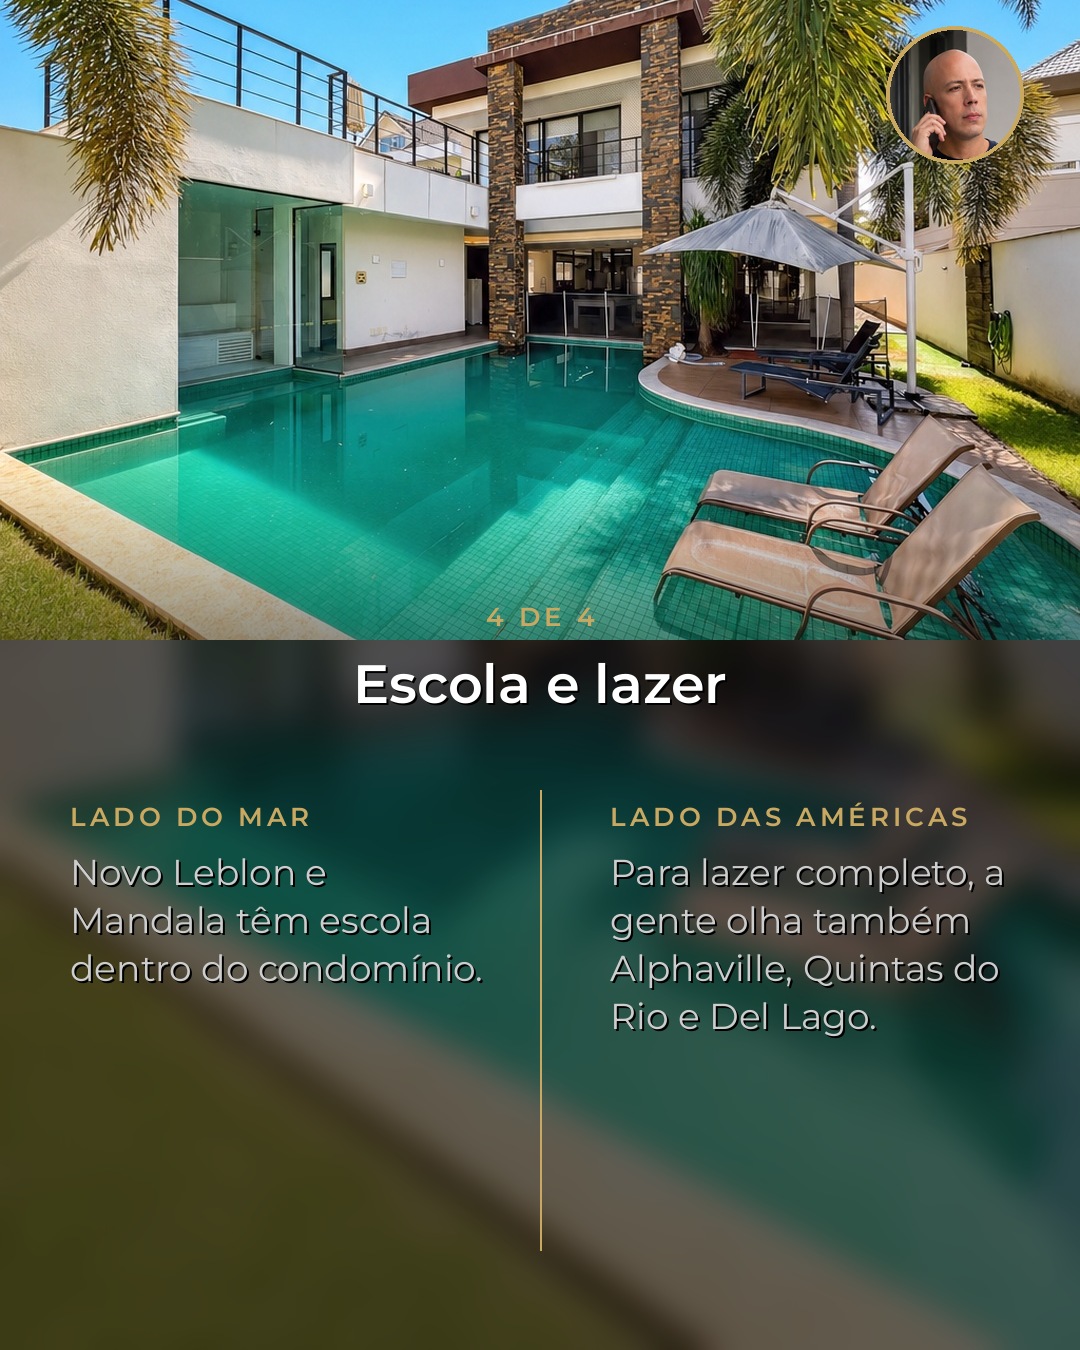 4 DE 4
Escola e lazer
LADO DO MAR
Novo Leblon e
Mandala têm escola
dentro do condomínio.
LADO DAS AMÉRICAS
Para lazer completo, a
gente olha também
Alphaville, Quintas do
Rio e Del Lago.